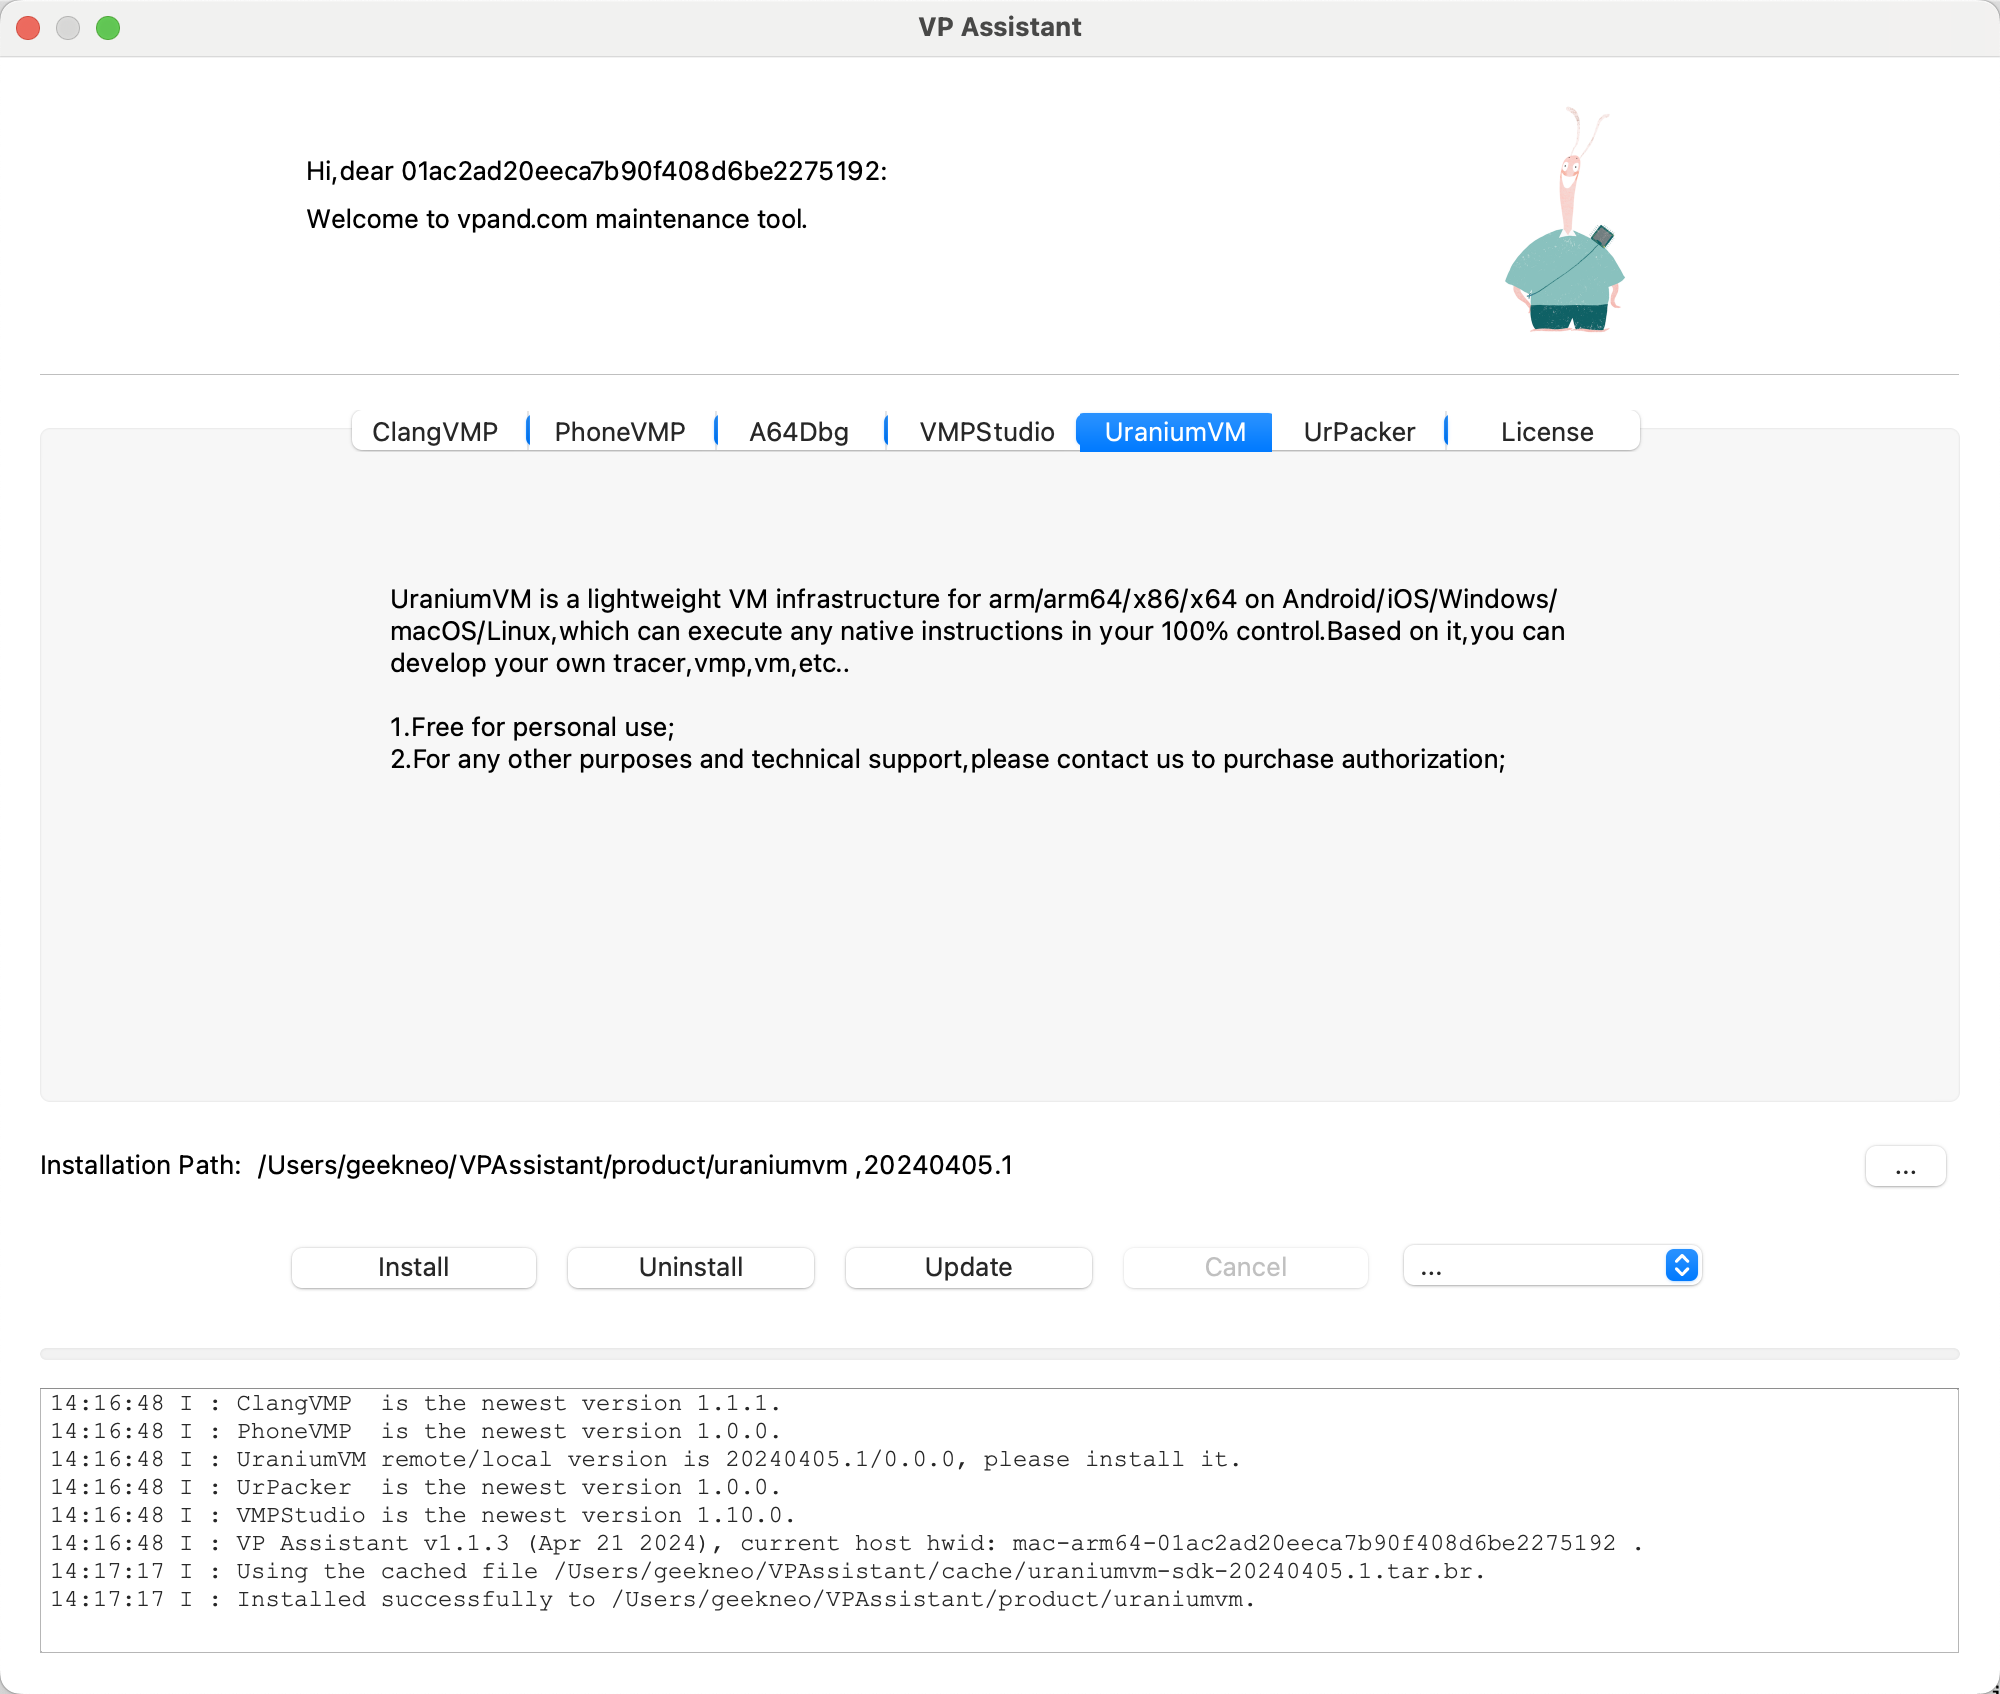 VP Assistant
Hi,dear 01ac2ad20eeca7b90f408d6be2275192:
Welcome to vpand.com maintenance tool.
ClangVMP PhoneVMP A64Dbg VMPStudio UraniumVM UrPacker License
UraniumVM is a lightweight VM infrastructure for arm/arm64/x86/x64 on Android/iOS/Windows/
macOS/Linux,which can execute any native instructions in your 100% control.Based on it,you can
develop your own tracer,vmp,vm,etc..
1.Free for personal use;
2.For any other purposes and technical support,please contact us to purchase authorization;
Installation Path: /Users/geekneo/VPAssistant/product/uraniumvm ,20240405.1 ...
Install Uninstall Update Cancel ...
14:16:48 I : ClangVMP  is the newest version 1.1.1.
14:16:48 I : PhoneVMP  is the newest version 1.0.0.
14:16:48 I : UraniumVM remote/local version is 20240405.1/0.0.0, please install it.
14:16:48 I : UrPacker  is the newest version 1.0.0.
14:16:48 I : VMPStudio is the newest version 1.10.0.
14:16:48 I : VP Assistant v1.1.3 (Apr 21 2024), current host hwid: mac-arm64-01ac2ad20eeca7b90f408d6be2275192 .
14:17:17 I : Using the cached file /Users/geekneo/VPAssistant/cache/uraniumvm-sdk-20240405.1.tar.br.
14:17:17 I : Installed successfully to /Users/geekneo/VPAssistant/product/uraniumvm.